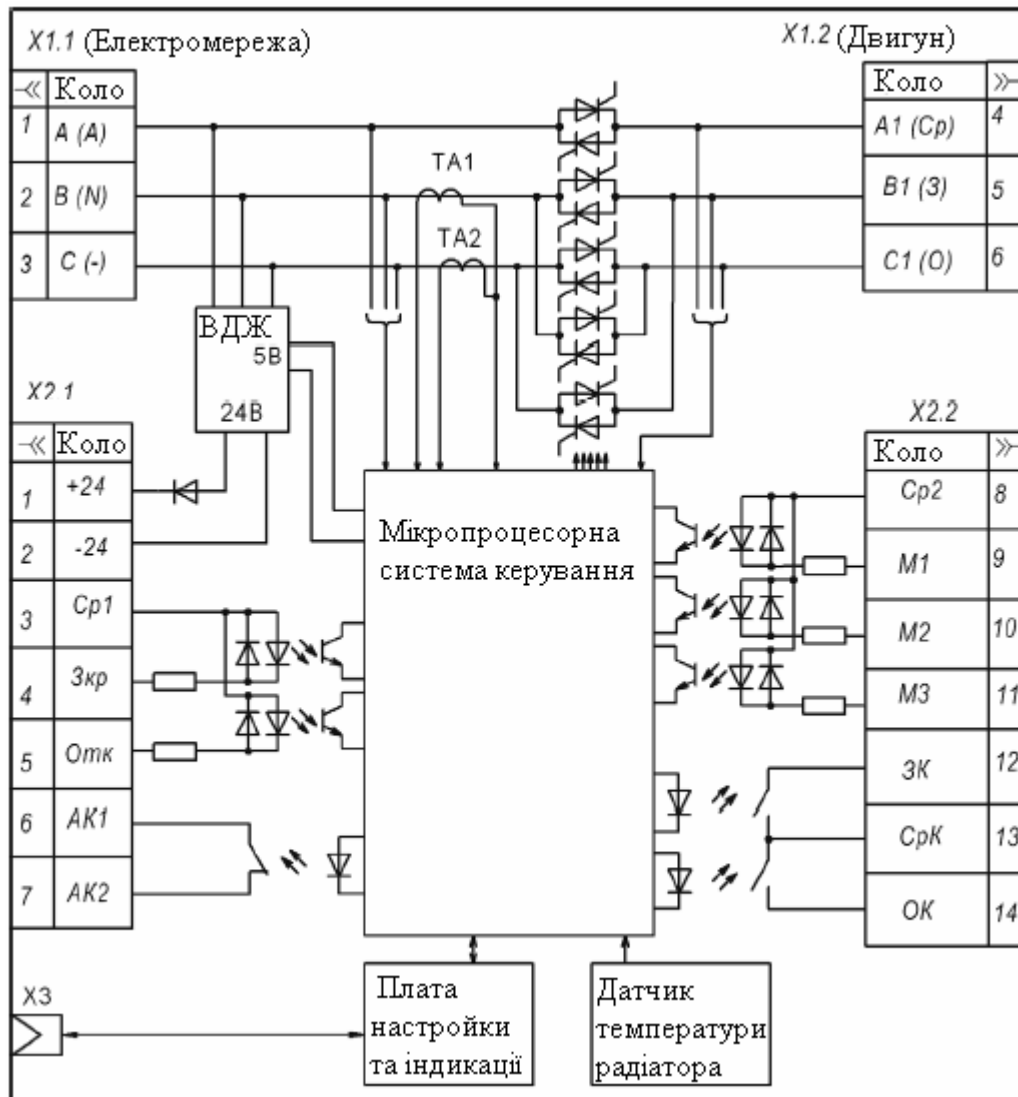 X1.1 (Електромережа)
X1.2 (Двигун)
Коло
1 A (A)
2 B (N)
3 C (-)
Коло
A1 (Ср) 4
B1 (З) 5
C1 (О) 6
TA1
TA2
ВДЖ
5В
24В
X2.1
Коло
1 +24
2 -24
3 Ср1
4 Зкр
5 Отк
6 АК1
7 АК2
Мікропроцесорна
система керування
X2.2
Коло
Ср2 8
М1 9
М2 10
М3 11
ЗК 12
СрК 13
ОК 14
X3
Плата
настройки
та індикації
Датчик
температури
радіатора